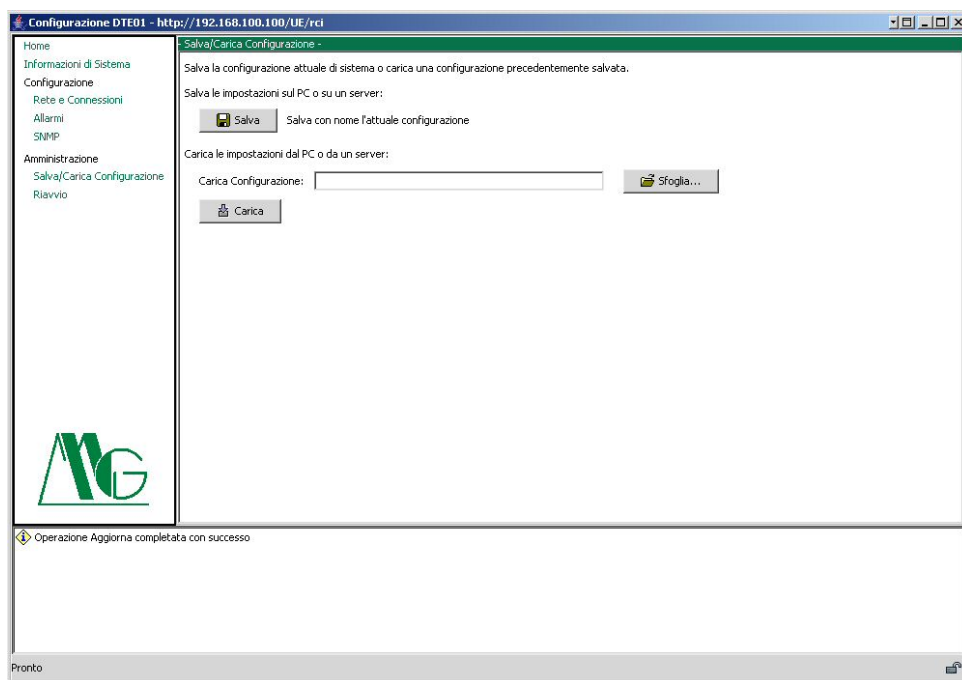 Configurazione DTE01 - http://192.168.100.100/UE/rci
Home
Informazioni di Sistema
Configurazione
Rete e Connessioni
Allarmi
SNMP
Amministrazione
Salva/Carica Configurazione
Riavvio
MG
- Salva/Carica Configurazione -
Salva la configurazione attuale di sistema o carica una configurazione precedentemente salvata.
Salva le impostazioni sul PC o su un server:
Salva Salva con nome l'attuale configurazione
Carica le impostazioni dal PC o da un server:
Carica Configurazione: Sfoglia...
Carica
Operazione Aggiorna completata con successo
Pronto